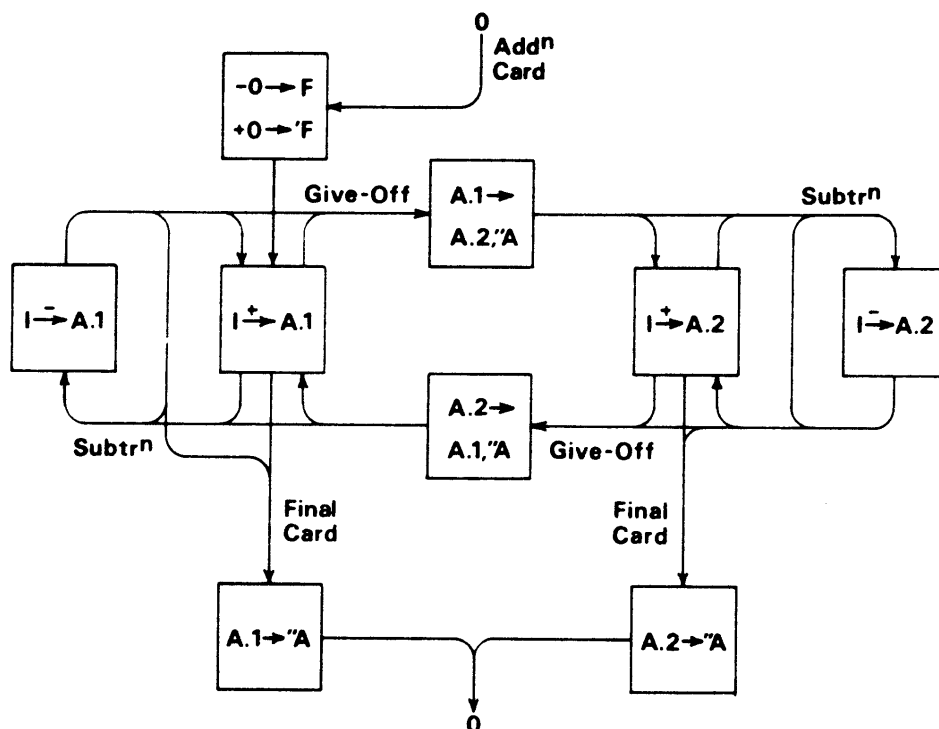 0
Addⁿ
Card
-0→F
+0→'F
Give-Off
A.1→
A.2,"A
Subtrⁿ
I-→A.1
I+→A.1
I+→A.2
I-→A.2
A.2→
A.1,"A
Subtrⁿ
Give-Off
Final
Card
Final
Card
A.1→"A
A.2→"A
0